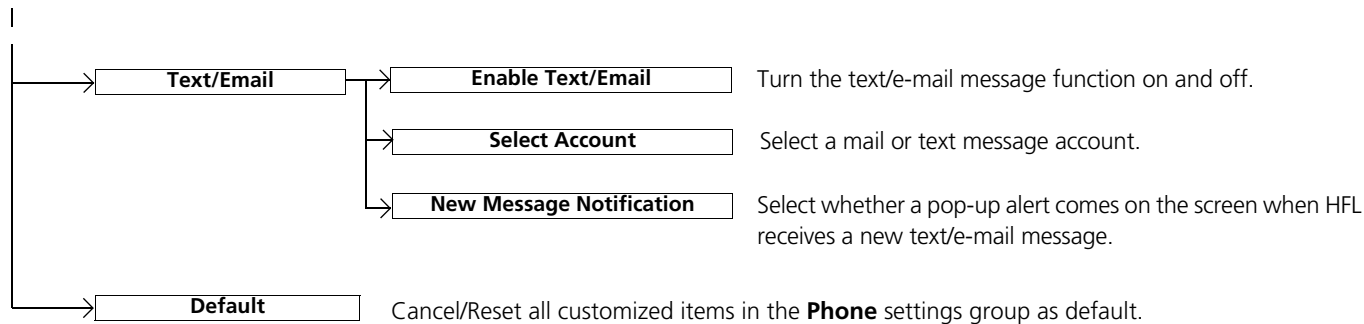 Text/Email
Enable Text/Email
Turn the text/e-mail message function on and off.
Select Account
Select a mail or text message account.
New Message Notification
Select whether a pop-up alert comes on the screen when HFL
receives a new text/e-mail message.
Default
Cancel/Reset all customized items in the Phone settings group as default.